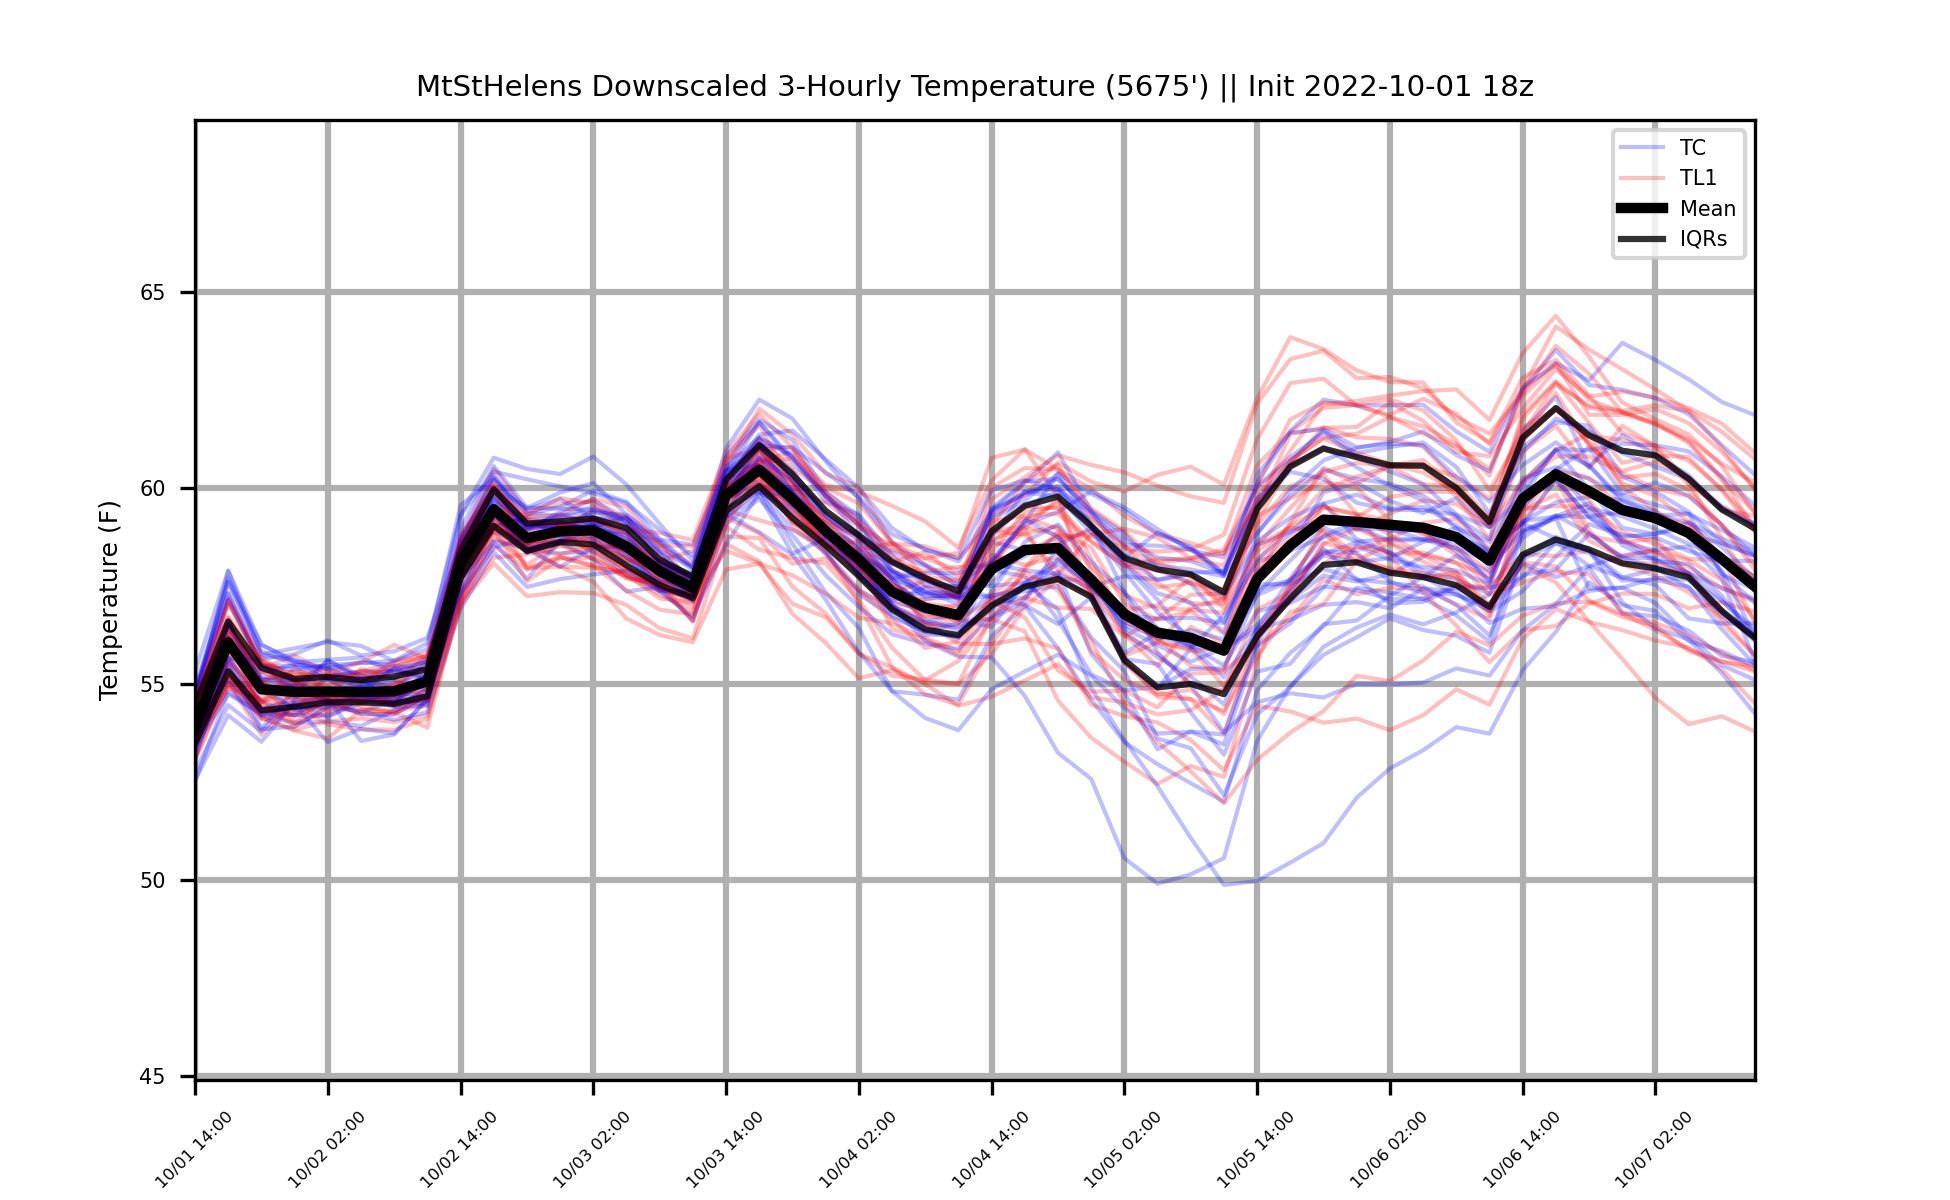 MtStHelens Downscaled 3-Hourly Temperature (5675') || Init 2022-10-01 18z
TC
TL1
Mean
IQRs
Temperature (F)
65
60
55
50
45
10/01 14:00
10/02 02:00
10/02 14:00
10/03 02:00
10/03 14:00
10/04 02:00
10/04 14:00
10/05 02:00
10/05 14:00
10/06 02:00
10/06 14:00
10/07 02:00